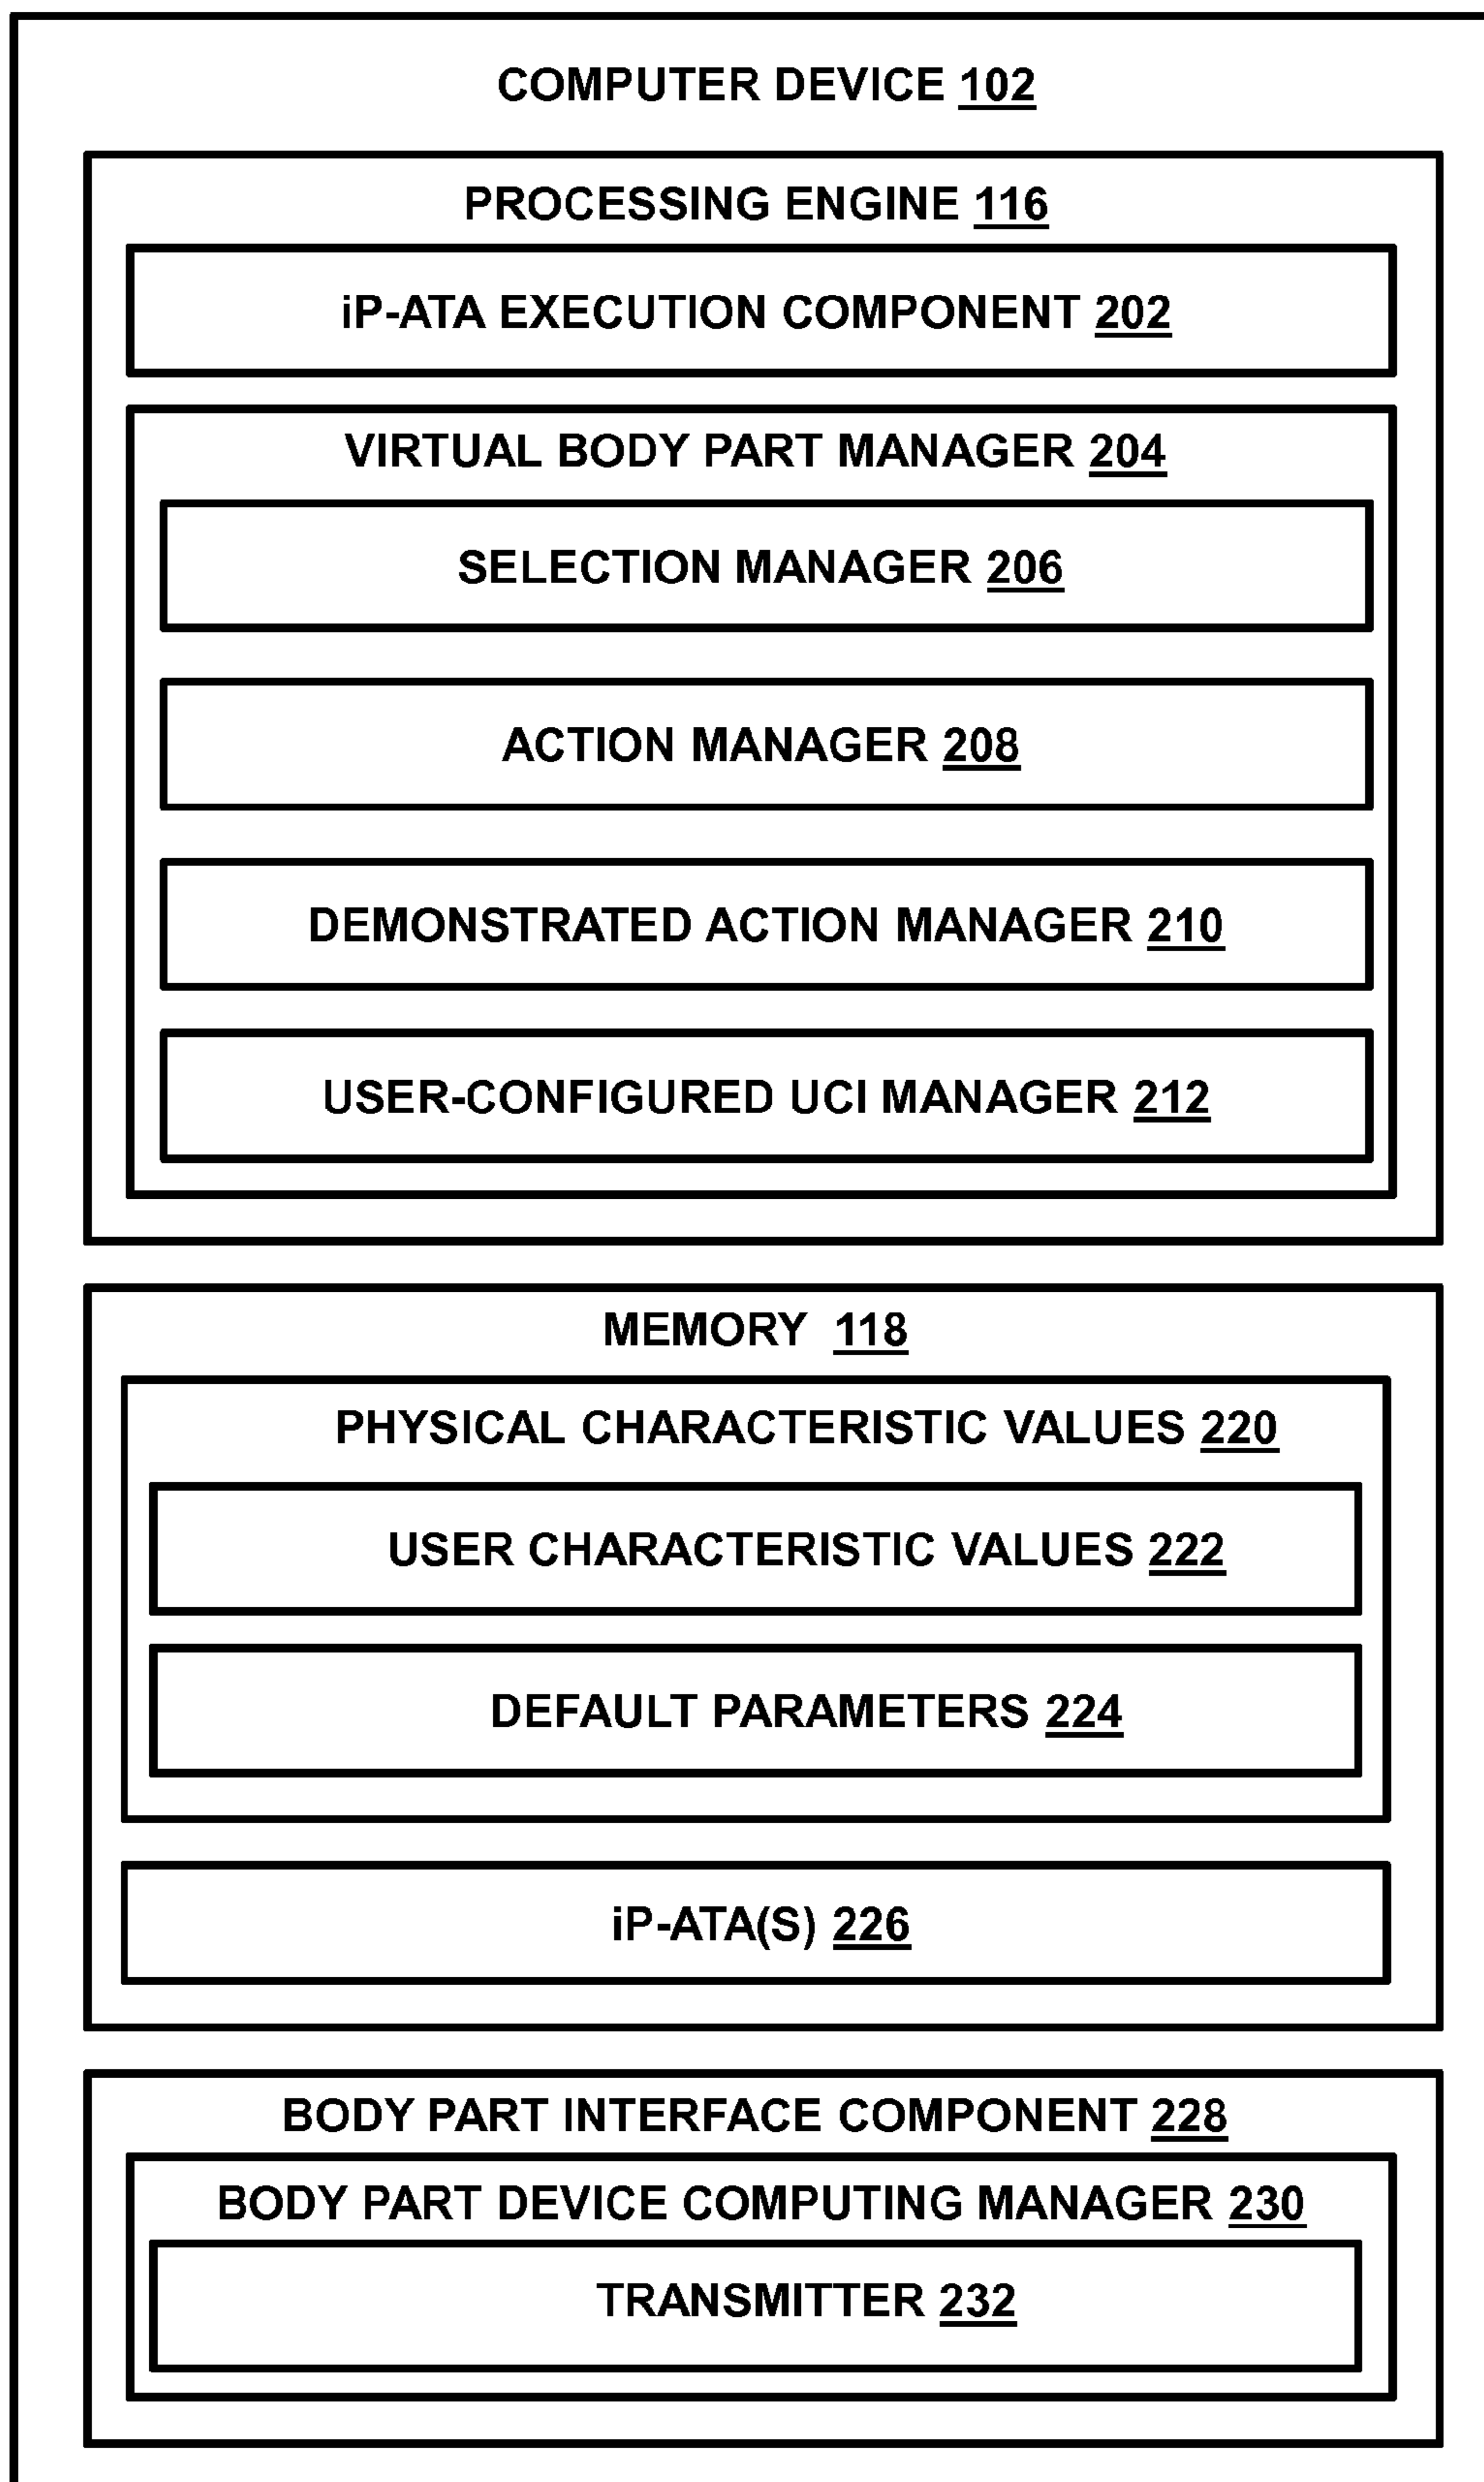 COMPUTER DEVICE 102
PROCESSING ENGINE 116
iP-ATA EXECUTION COMPONENT 202
VIRTUAL BODY PART MANAGER 204
SELECTION MANAGER 206
ACTION MANAGER 208
DEMONSTRATED ACTION MANAGER 210
USER-CONFIGURED UCI MANAGER 212
MEMORY 118
PHYSICAL CHARACTERISTIC VALUES 220
USER CHARACTERISTIC VALUES 222
DEFAULT PARAMETERS 224
iP-ATA(S) 226
BODY PART INTERFACE COMPONENT 228
BODY PART DEVICE COMPUTING MANAGER 230
TRANSMITTER 232